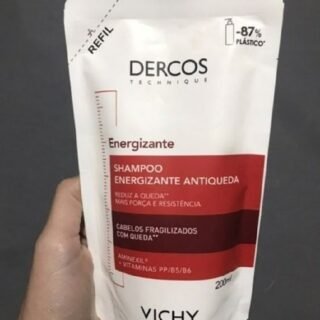 REFIL
-87%
PLÁSTICO*
DERCOS
TECHNIQUE
Energizante
SHAMPOO
ENERGIZANTE ANTIQUEDA
REDUZ A QUEDA**
MAIS FORÇA E RESISTÊNCIA
CABELOS FRAGILIZADOS
COM QUEDA**
AMINEXIL®
+ VITAMINAS PP/B5/B6
200ml
VICHY